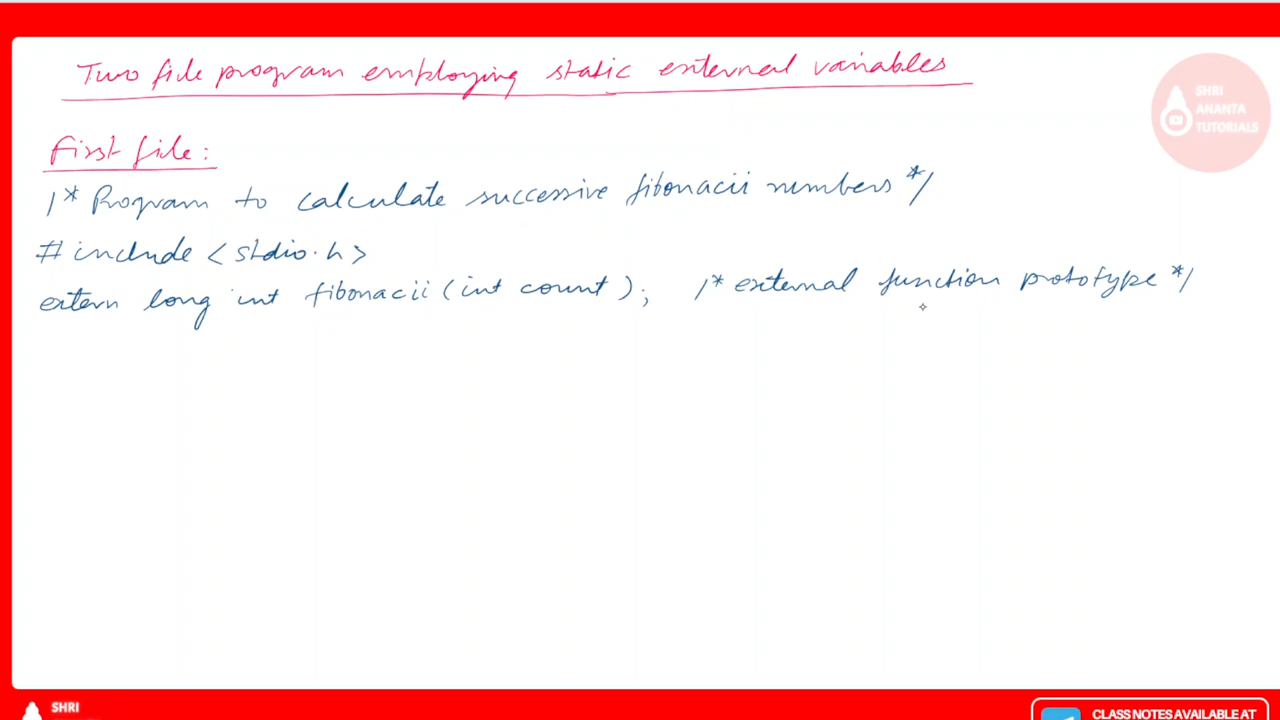 Two file program employing static external variables
SHRI
ANANTA
TUTORIALS
First file:
/* Program to calculate successive fibonacii numbers */
#include <stdio.h>
extern long int fibonacii (int count); /* external function prototype */
SHRI
CLASS NOTES AVAILABLE AT